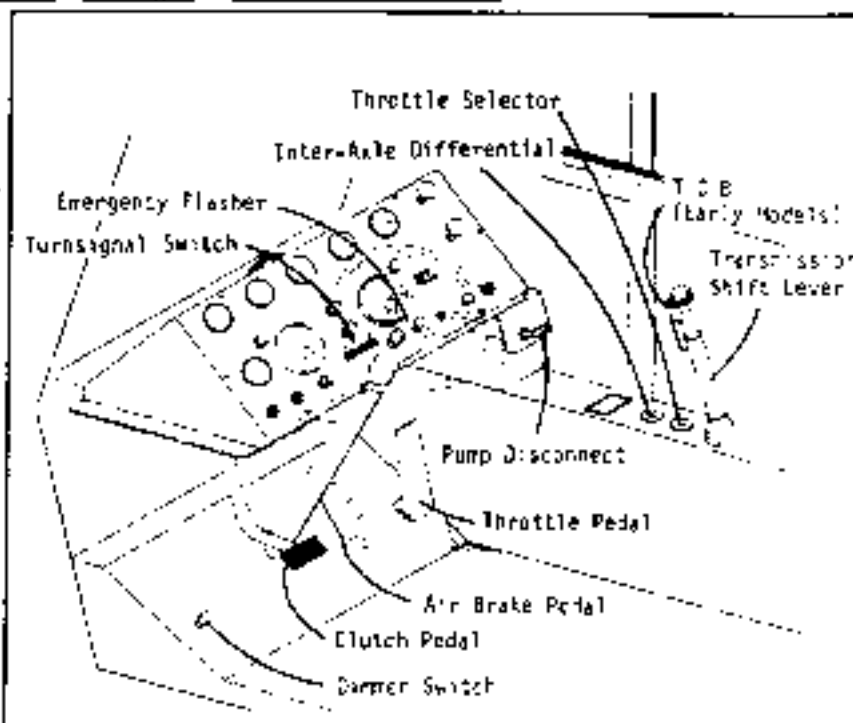 Throttle Selector
Inter-Axle Differential
Emergency Flasher
Turnsignal Switch
(Early Models)
Transmission
Shift Lever
Pump Disconnect
Throttle Pedal
Air Brake Pedal
Clutch Pedal
Switch